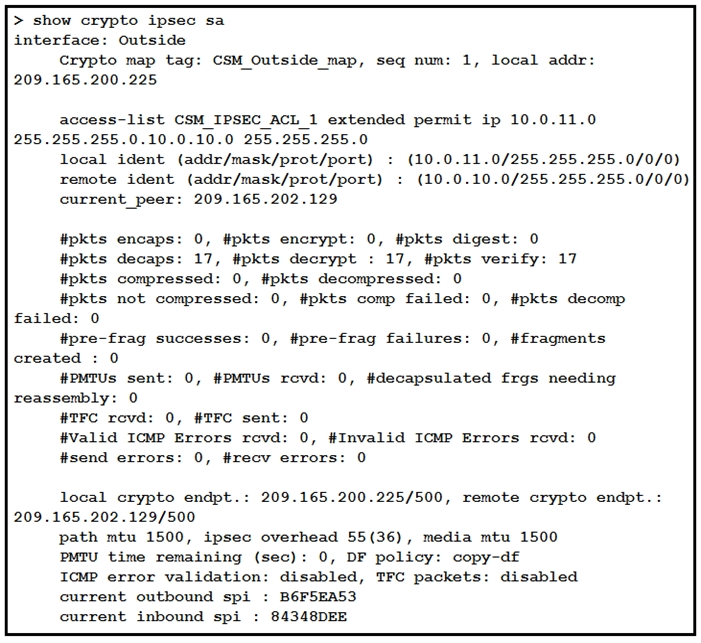 > show crypto ipsec sa
interface: Outside
Crypto map tag: CSM_Outside_map, seq num: 1, local addr:
209.165.200.225
access-list CSM_IPSEC_ACL_1 extended permit ip 10.0.11.0
255.255.255.0.10.0.10.0 255.255.255.0
local ident (addr/mask/prot/port) : (10.0.11.0/255.255.255.0/0/0)
remote ident (addr/mask/prot/port) : (10.0.10.0/255.255.255.0/0/0)
current_peer: 209.165.202.129
#pkts encaps: 0, #pkts encrypt: 0, #pkts digest: 0
#pkts decaps: 17, #pkts decrypt : 17, #pkts verify: 17
#pkts compressed: 0, #pkts decompressed: 0
#pkts not compressed: 0, #pkts comp failed: 0, #pkts decomp
failed: 0
#pre-frag successes: 0, #pre-frag failures: 0, #fragments
created : 0
#PMTUs sent: 0, #PMTUs rcvd: 0, #decapsulated frgs needing
reassembly: 0
#TFC rcvd: 0, #TFC sent: 0
#Valid ICMP Errors rcvd: 0, #Invalid ICMP Errors rcvd: 0
#send errors: 0, #recv errors: 0
local crypto endpt.: 209.165.200.225/500, remote crypto endpt.:
209.165.202.129/500
path mtu 1500, ipsec overhead 55(36), media mtu 1500
PMTU time remaining (sec): 0, DF policy: copy-df
ICMP error validation: disabled, TFC packets: disabled
current outbound spi : B6F5EA53
current inbound spi : 84348DEE